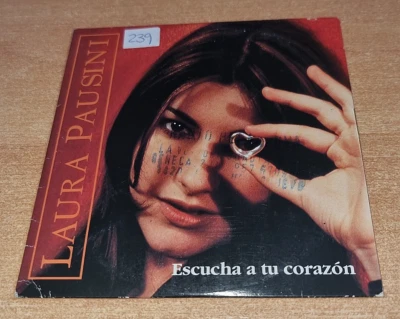 239
LAURA PAUSINI
Escucha a tu corazón